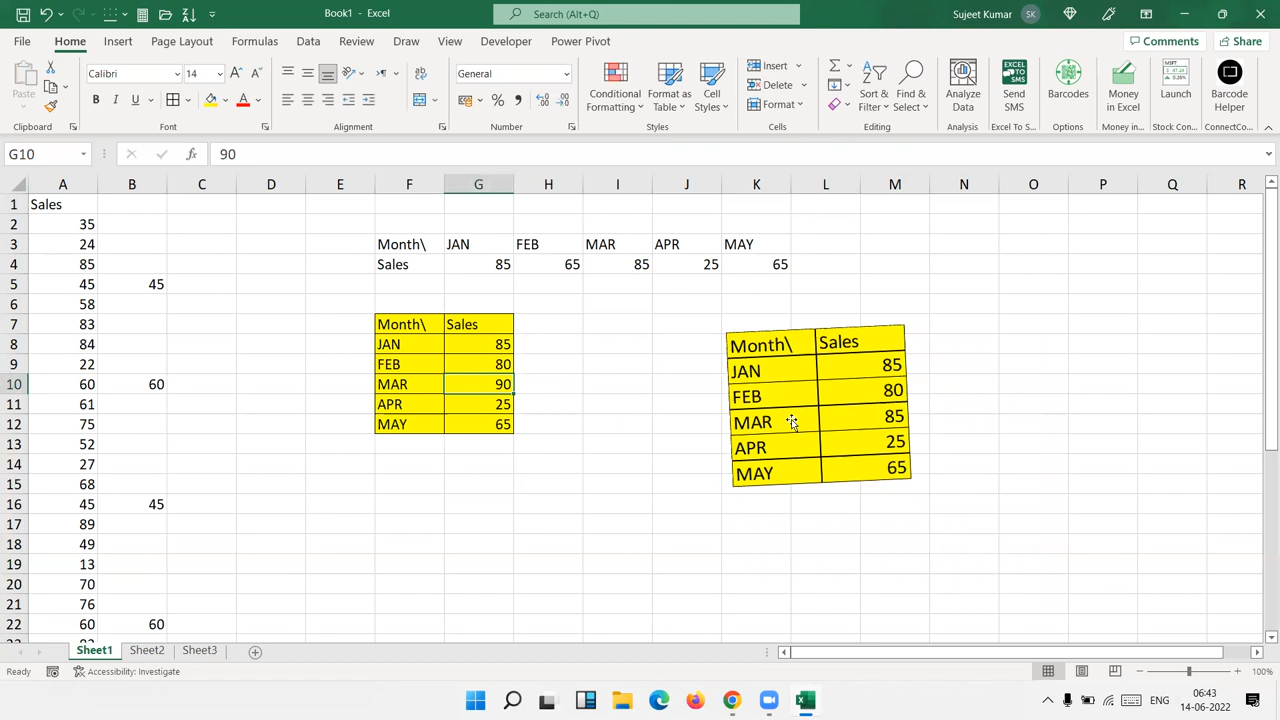 Book1 - Excel
Search (Alt+Q)
Sujeet Kumar SK
File Home Insert Page Layout Formulas Data Review View Draw Developer Power Pivot Comments Share
Paste
Calibri 14
General
Conditional Formatting
Format as Table
Cell Styles
Insert
Delete
Format
Sort & Filter
Find & Select
Analyze Data
Send SMS
Barcodes
Money in Excel
Launch
Barcode Helper
Clipboard Font Alignment Number Styles Cells Editing Analysis Excel To S... Options Money in... Stock Con... ConnectCo...
G10 fx 90
A B C D E F G H I J K L M N O P Q R
1 Sales
2 35
3 24 Month\ JAN FEB MAR APR MAY
4 85 Sales 85 65 85 25 65
5 45 45
6 58
7 83 Month\ Sales
8 84 JAN 85
9 22 FEB 80
10 60 60 MAR 90
11 61 APR 25
12 75 MAY 65
13 52
14 27
15 68
16 45 45
17 89
18 49
19 13
20 70
21 76
22 60 60
Month\ Sales
JAN 85
FEB 80
MAR 85
APR 25
MAY 65
Sheet1 Sheet2 Sheet3
Ready Accessibility: Investigate 100%
ENG 06:43
14-06-2022